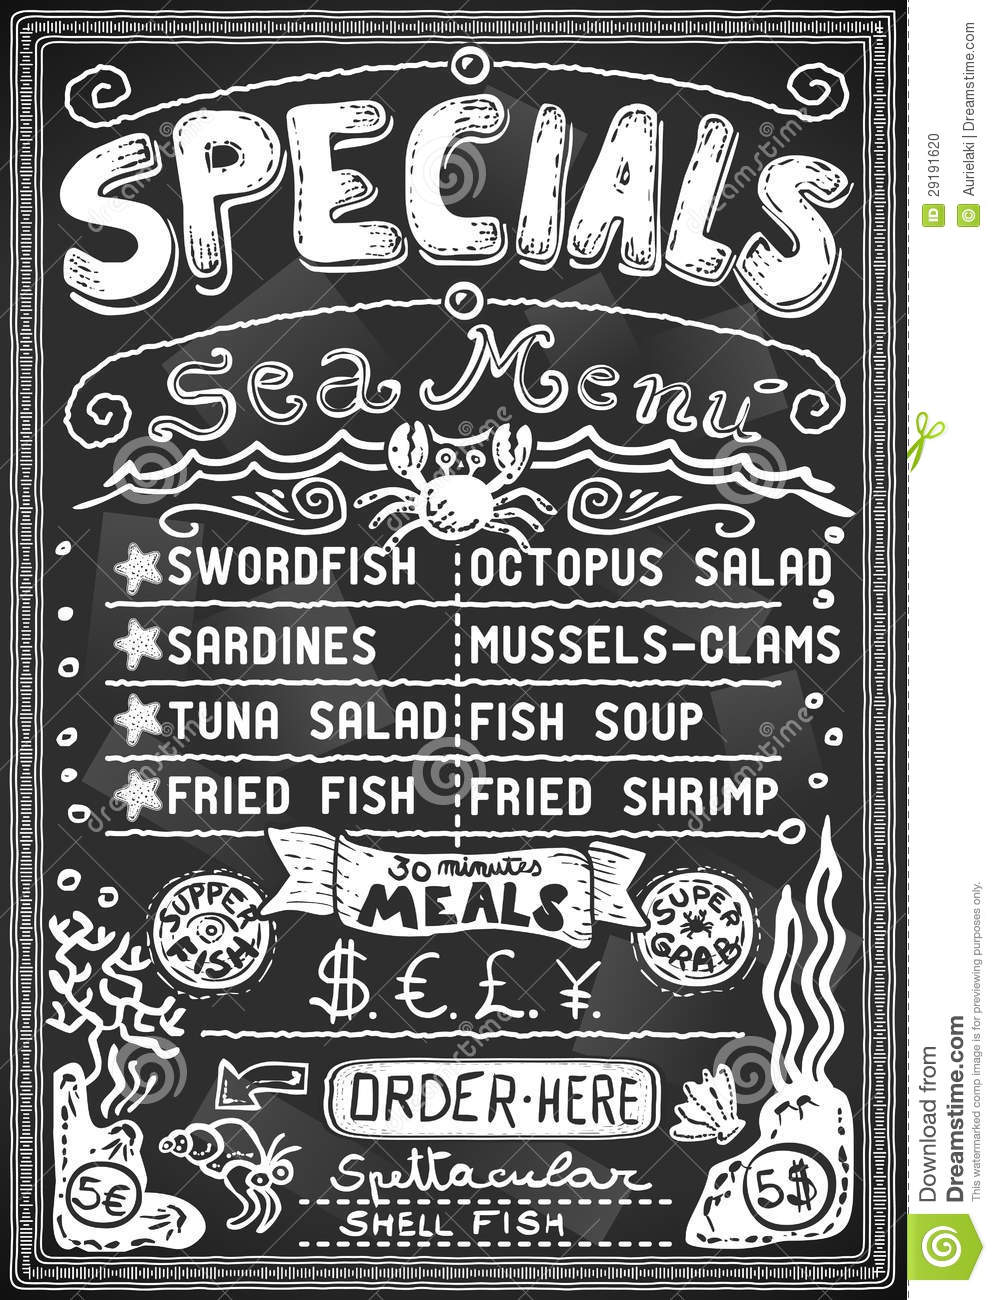 SPECIALS
Sea Menu
SWORDFISH OCTOPUS SALAD
SARDINES MUSSELS-CLAMS
TUNA SALAD FISH SOUP
FRIED FISH FRIED SHRIMP
30 minutes
MEALS
SUPPER
FISH
SUPER
GRAB
$. €. £. ¥.
ORDER·HERE
Spettacular
SHELL FISH
5€
5$
ID 29191620
© Aurielaki | Dreamstime.com
Download from
Dreamstime.com
This watermarked comp image is for previewing purposes only.